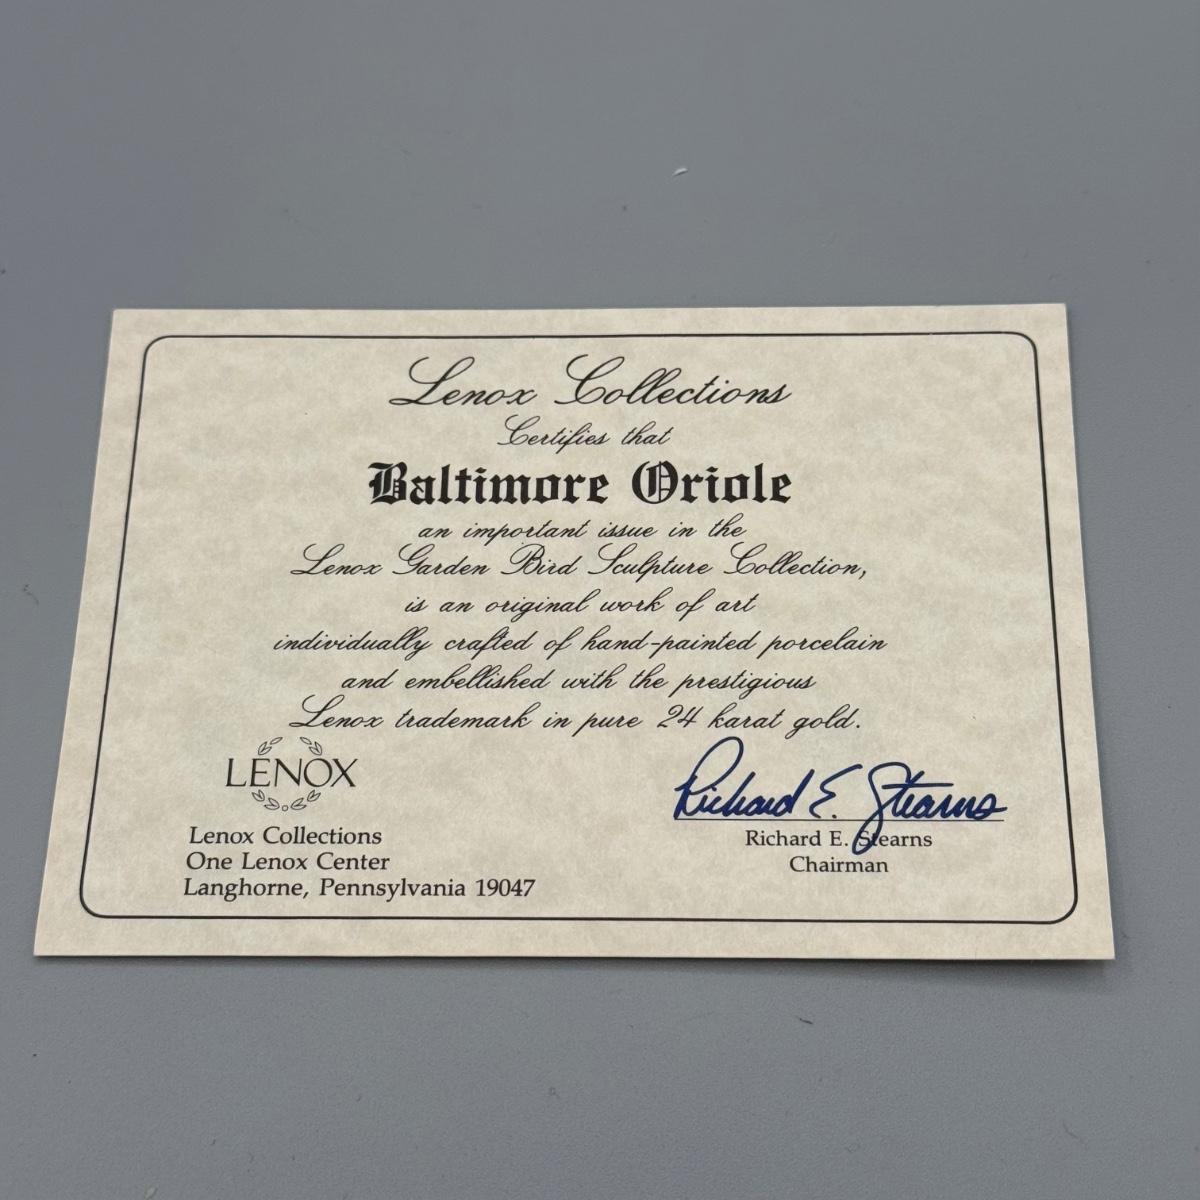 Lenox Collections
Certifies that
Baltimore Oriole
an important issue in the
Lenox Garden Bird Sculpture Collection,
is an original work of art
individually crafted of hand-painted porcelain
and embellished with the prestigious
Lenox trademark in pure 24 karat gold.
LENOX
Lenox Collections
One Lenox Center
Langhorne, Pennsylvania 19047
Richard E. Stearns
Richard E. Stearns
Chairman